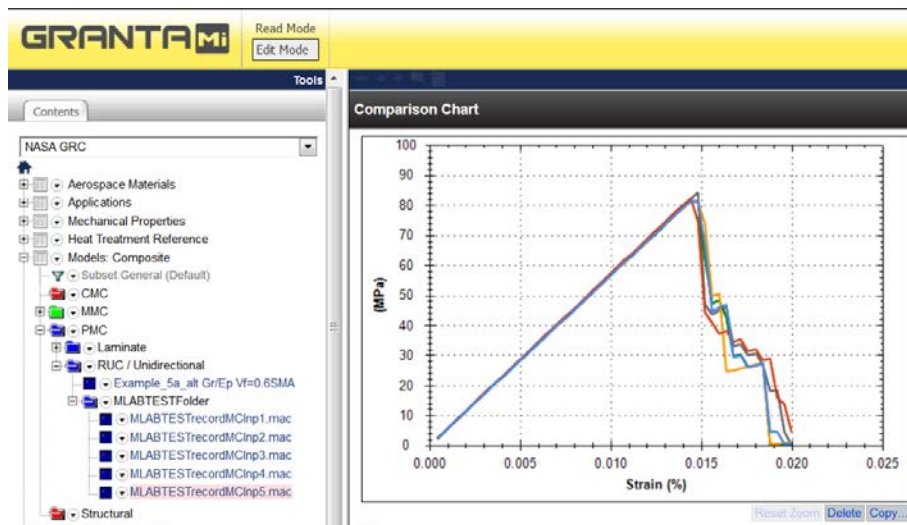 GRANTA Mi
Read Mode
Edit Mode
Tools
Contents
NASA GRC
Aerospace Materials
Applications
Mechanical Properties
Heat Treatment Reference
Models: Composite
Subset General (Default)
CMC
MMC
PMC
Laminate
RUC / Unidirectional
Example_5a_alt Gr/Ep Vf=0.6SMA
MLABTESTFolder
MLABTESTrecordMCInp1.mac
MLABTESTrecordMCInp2.mac
MLABTESTrecordMCInp3.mac
MLABTESTrecordMCInp4.mac
MLABTESTrecordMCInp5.mac
Structural
Comparison Chart
100
90
80
70
60
50
40
30
20
10
0
(MPa)
0.000 0.005 0.010 0.015 0.020 0.025
Strain (%)
Reset Zoom Delete Copy...